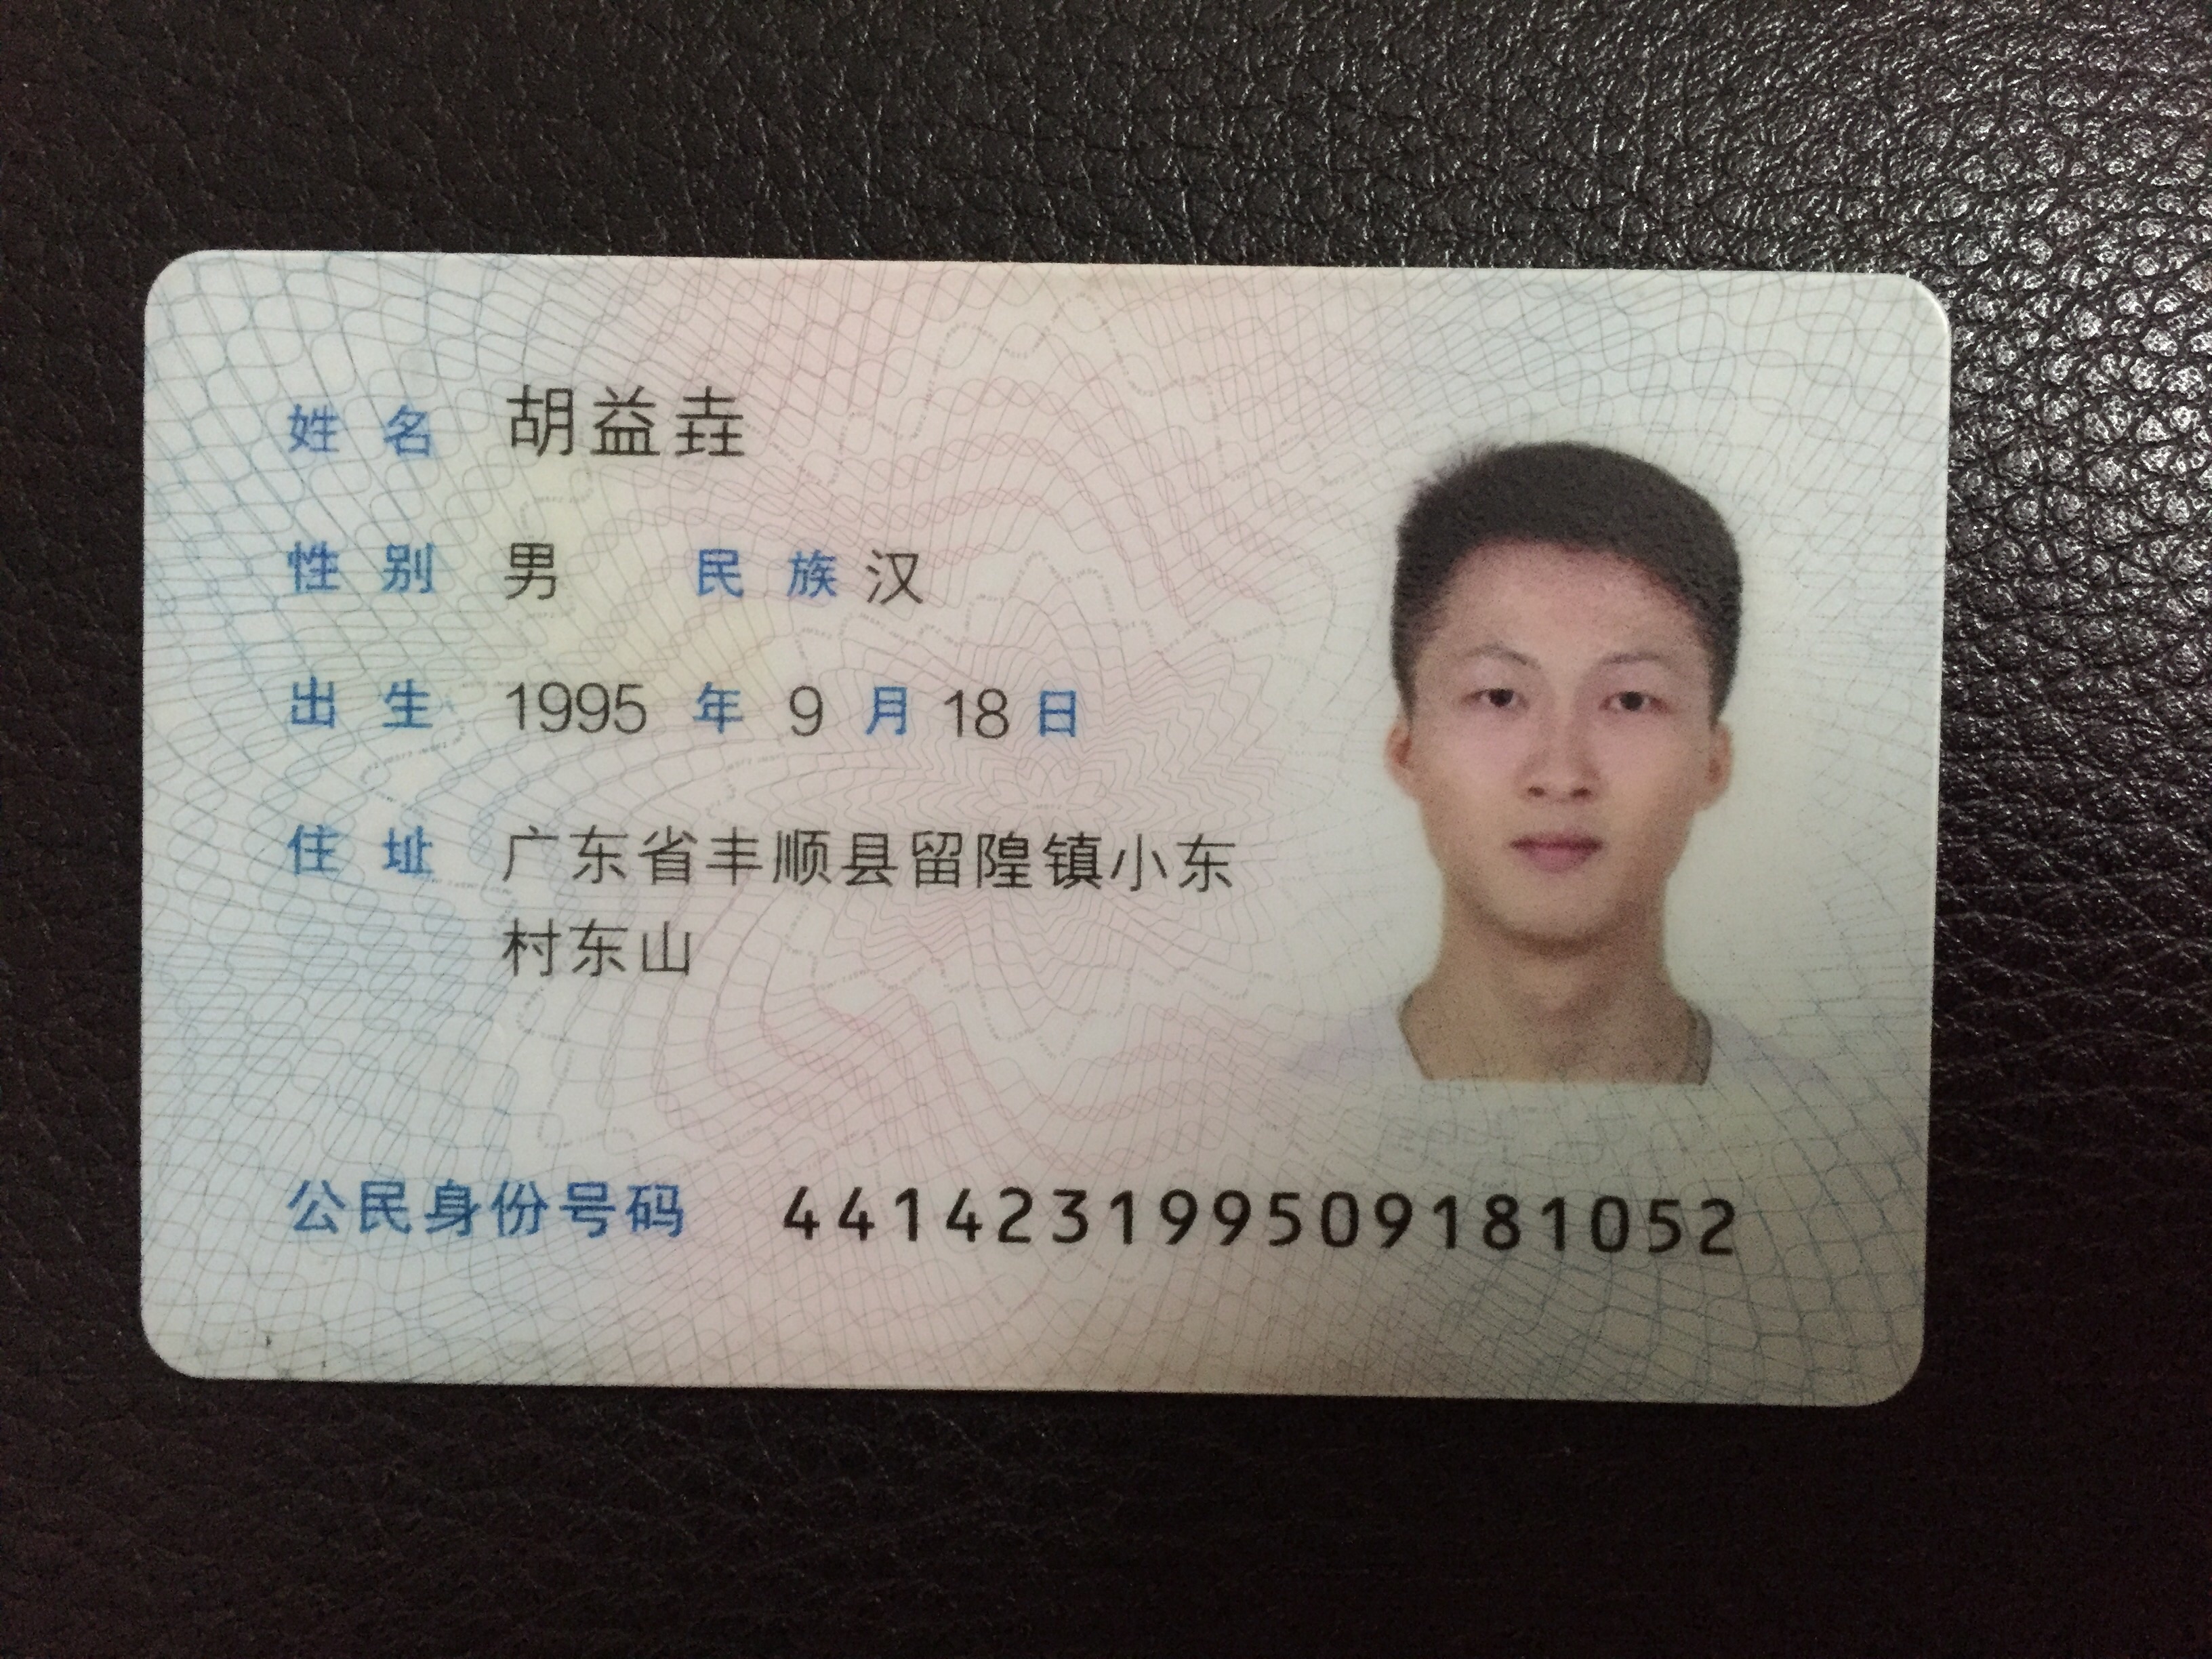 姓名 胡益垚
性别 男 民族 汉
出生 1995 年 9 月 18 日
住址 广东省丰顺县留隍镇小东
村东山
公民身份号码 441423199509181052